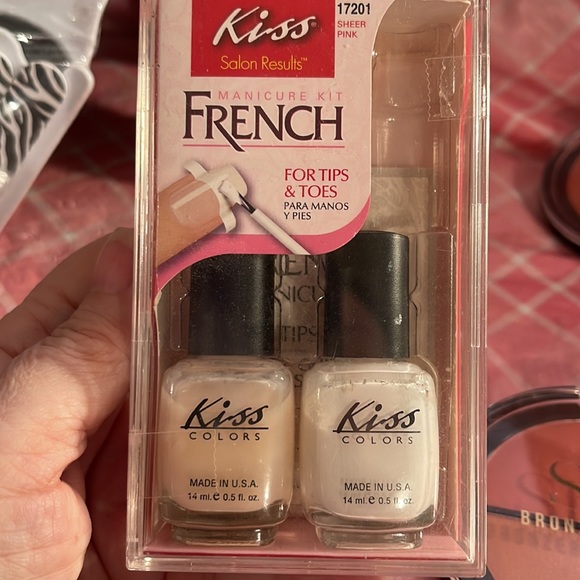 Kiss
Salon Results™
17201
SHEER
PINK
MANICURE KIT
FRENCH
FOR TIPS
& TOES
PARA MANOS
Y PIES
TIPS
Kiss
COLORS
MADE IN U.S.A.
14 ml. e 0.5 fl. oz.
Kiss
COLORS
MADE IN U.S.A.
14 ml. e 0.5 fl. oz.
BRON